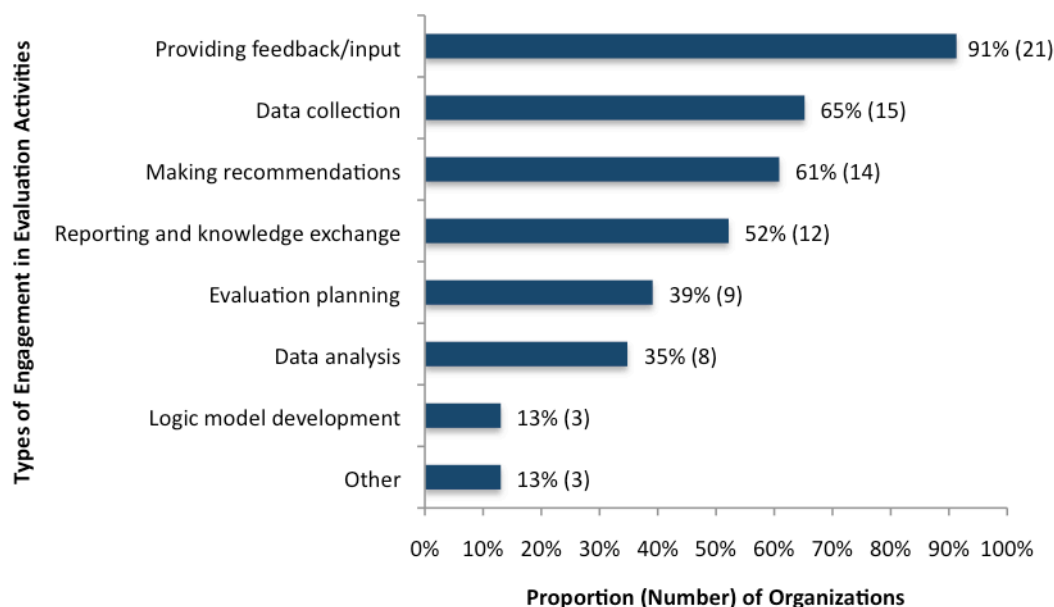 Types of Engagement in Evaluation Activities
Providing feedback/input
91% (21)
Data collection
65% (15)
Making recommendations
61% (14)
Reporting and knowledge exchange
52% (12)
Evaluation planning
39% (9)
Data analysis
35% (8)
Logic model development
13% (3)
Other
13% (3)
0% 10% 20% 30% 40% 50% 60% 70% 80% 90% 100%
Proportion (Number) of Organizations